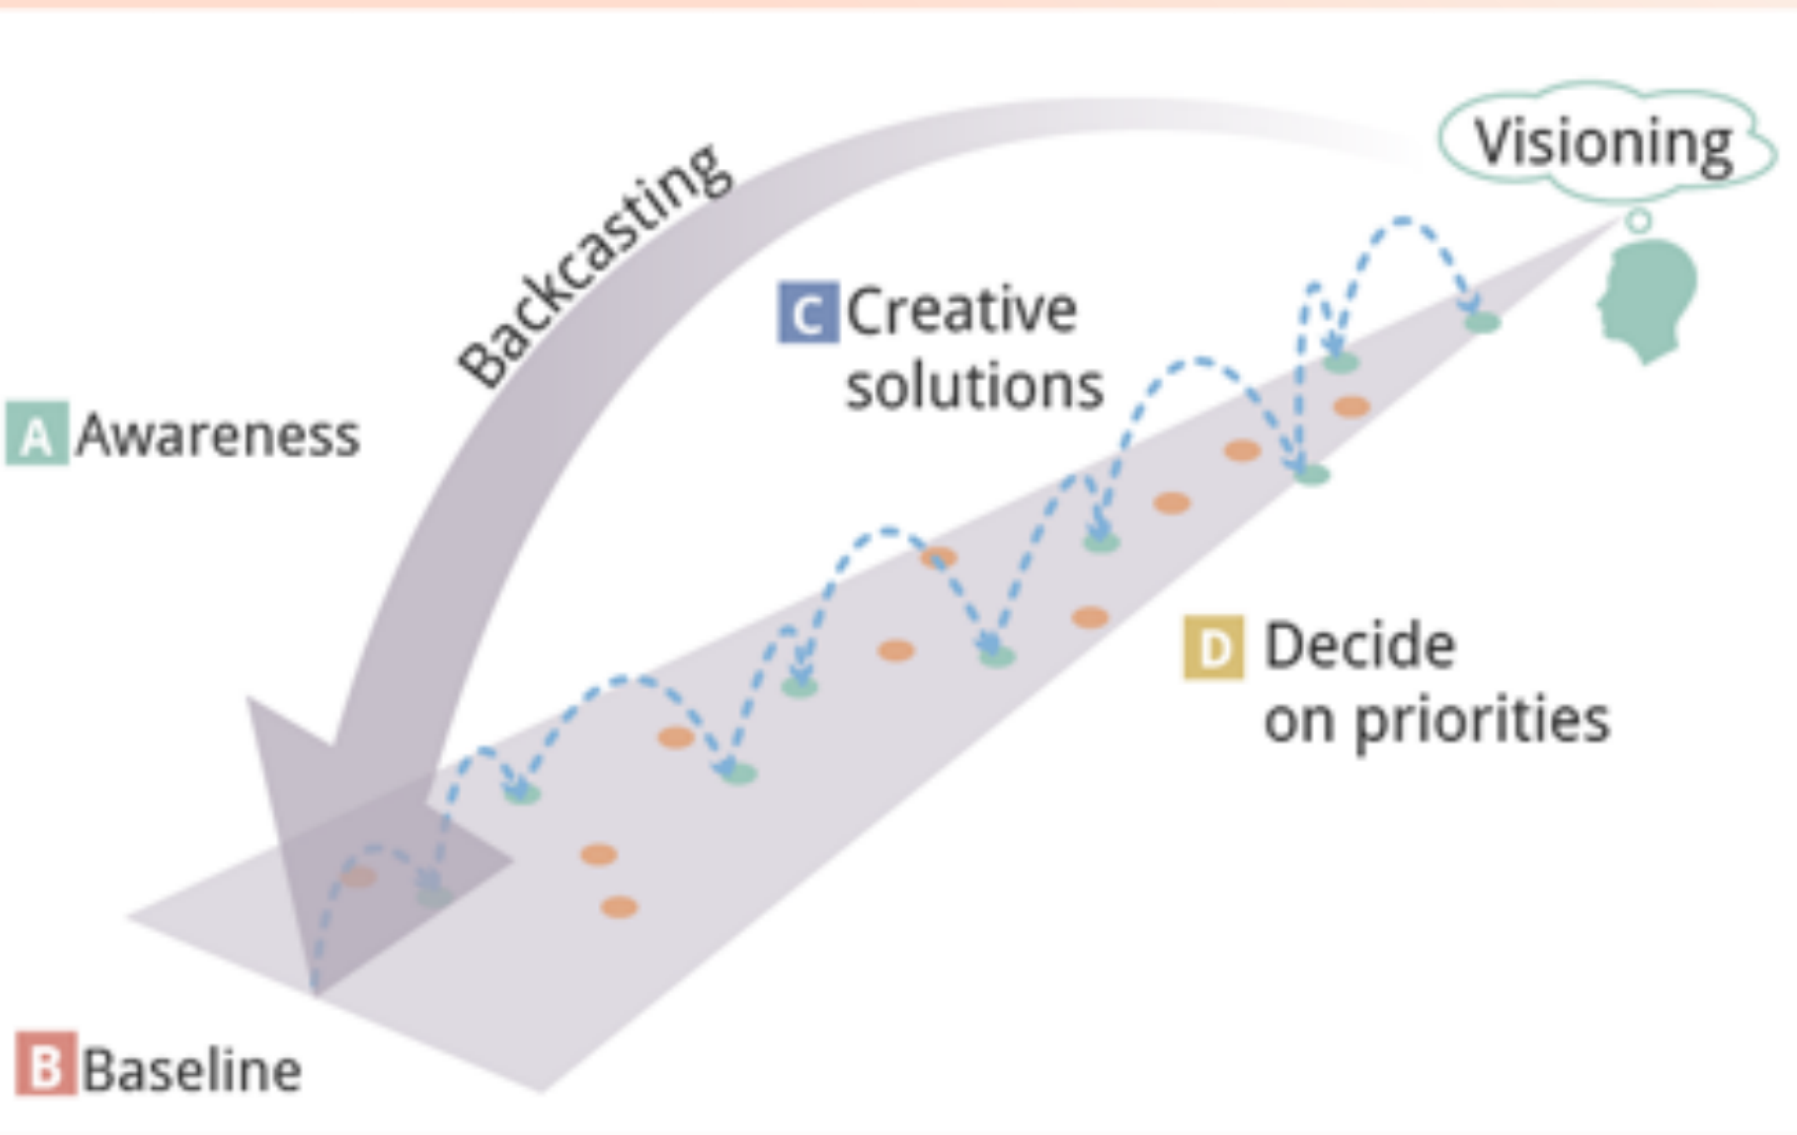 Visioning
Backcasting
C Creative
solutions
A Awareness
D Decide
on priorities
B Baseline